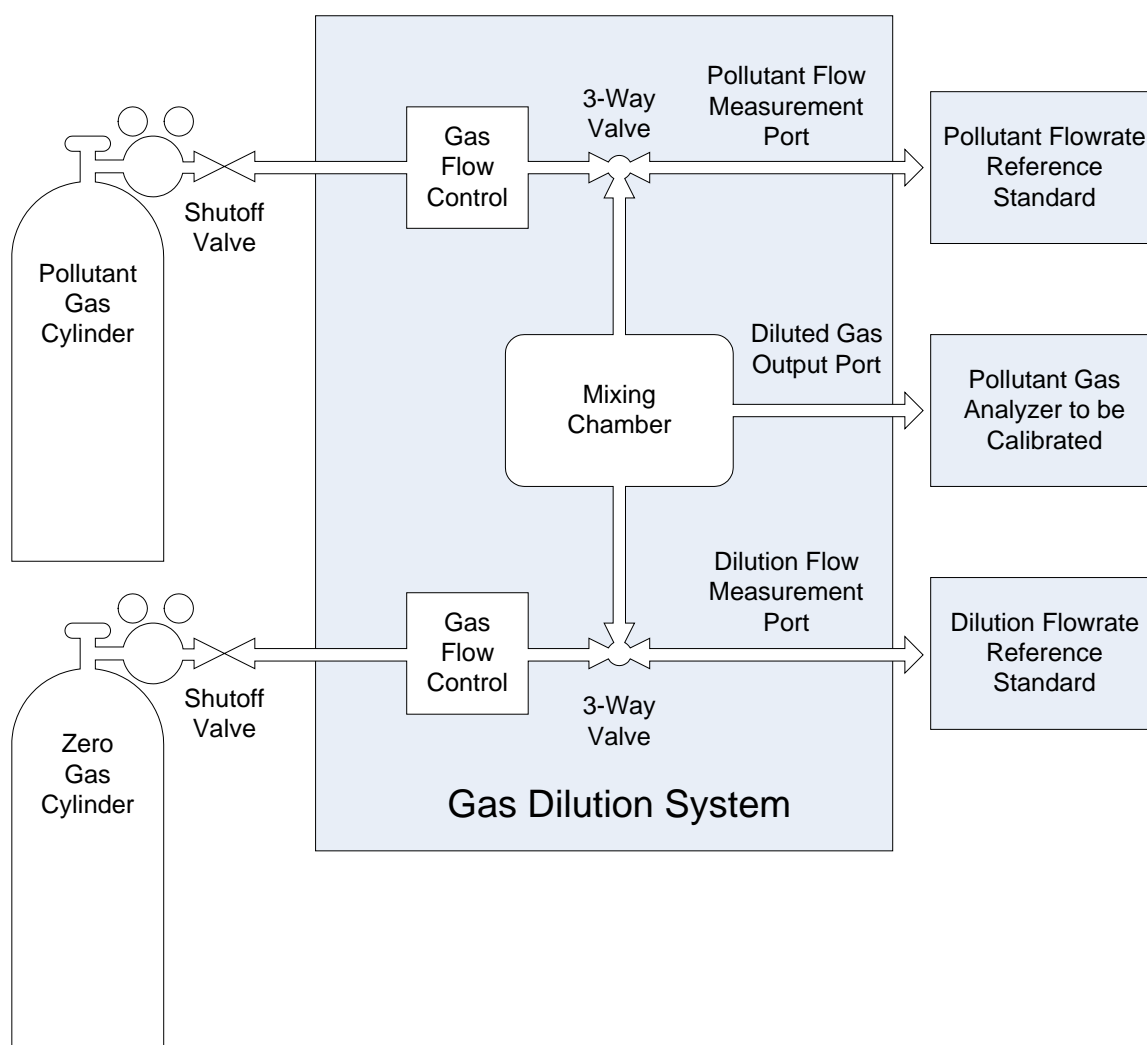 Pollutant Flow
Measurement
Port
3-Way
Valve
Gas
Flow
Control
Pollutant Flowrate
Reference
Standard
Shutoff
Valve
Pollutant
Gas
Cylinder
Diluted Gas
Output Port
Mixing
Chamber
Pollutant Gas
Analyzer to be
Calibrated
Dilution Flow
Measurement
Port
Gas
Flow
Control
Dilution Flowrate
Reference
Standard
Shutoff
Valve
3-Way
Valve
Zero
Gas
Cylinder
Gas Dilution System